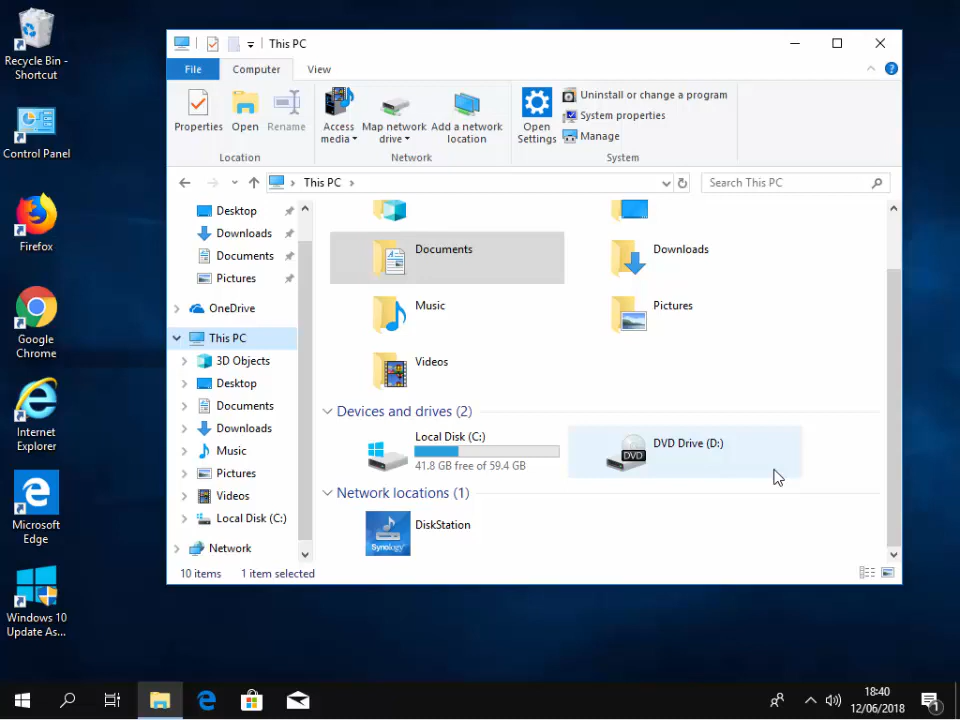 Recycle Bin -
Shortcut
Control Panel
Firefox
Google
Chrome
Internet
Explorer
Microsoft
Edge
Windows 10
Update As...
This PC
File
Computer
View
Properties
Open
Rename
Location
Access
media
Map network
drive
Add a network
location
Network
Open
Settings
Uninstall or change a program
System properties
Manage
System
This PC
Search This PC
Desktop
Downloads
Documents
Pictures
OneDrive
This PC
3D Objects
Desktop
Documents
Downloads
Music
Pictures
Videos
Local Disk (C:)
Network
Documents
Downloads
Music
Pictures
Videos
Devices and drives (2)
Local Disk (C:)
41.8 GB free of 59.4 GB
DVD Drive (D:)
DVD
Network locations (1)
DiskStation
Synology
10 items
1 item selected
18:40
12/06/2018
1